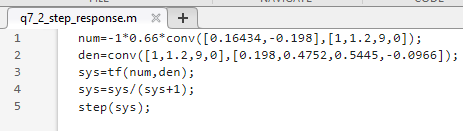 q7_2_step_response.m
1 num=-1*0.66*conv([0.16434,-0.198],[1,1.2,9,0]);
2 den=conv([1,1.2,9,0],[0.198,0.4752,0.5445,-0.0966]);
3 sys=tf(num,den);
4 sys=sys/(sys+1);
5 step(sys);